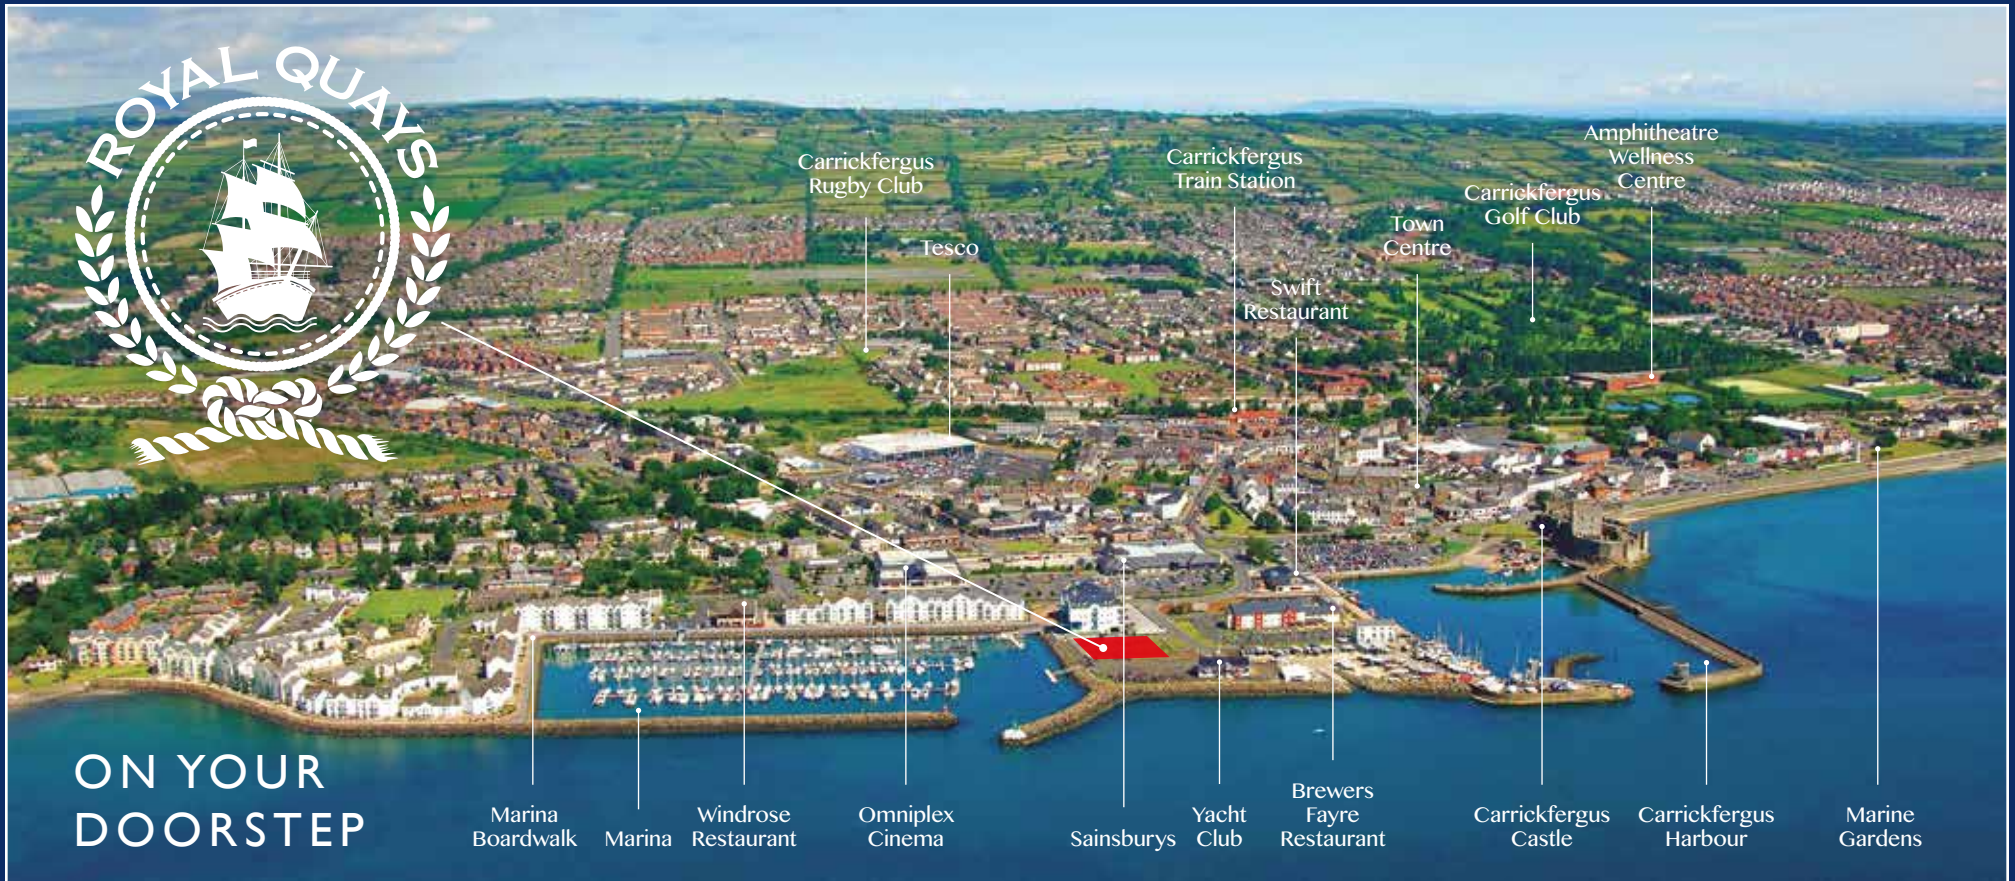 ROYAL QUAYS
Carrickfergus
Rugby Club
Tesco
Carrickfergus
Train Station
Swift
Restaurant
Town
Centre
Carrickfergus
Golf Club
Amphitheatre
Wellness
Centre
ON YOUR
DOORSTEP
Marina
Boardwalk
Marina
Windrose
Restaurant
Omniplex
Cinema
Sainsburys
Yacht
Club
Brewers
Fayre
Restaurant
Carrickfergus
Castle
Carrickfergus
Harbour
Marine
Gardens